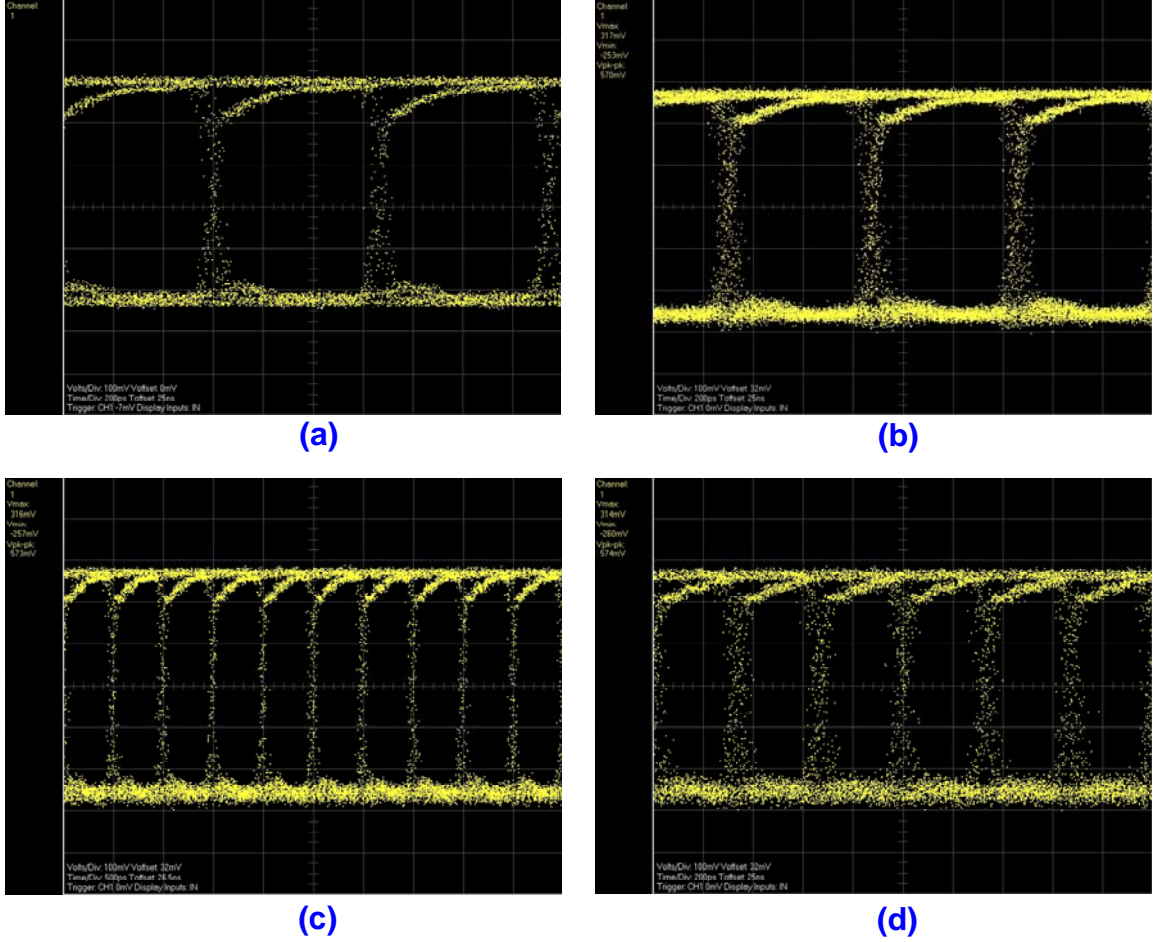 Channel:
1
Volts/Div: 100mV Voffset: 0mV
Time/Div: 200ps Toffset: 25ns
Trigger: CH1,-7mV Display Inputs: IN
(a)
Channel:
1
Vmax:
317mV
Vmin:
-253mV
Vpk-pk:
570mV
Volts/Div: 100mV Voffset: 32mV
Time/Div: 200ps Toffset: 25ns
Trigger: CH1,0mV Display Inputs: IN
(b)
Channel:
1
Vmax:
316mV
Vmin:
-257mV
Vpk-pk:
573mV
Volts/Div: 100mV Voffset: 32mV
Time/Div: 500ps Toffset: 26.5ns
Trigger: CH1,0mV Display Inputs: IN
(c)
Channel:
1
Vmax:
314mV
Vmin:
-260mV
Vpk-pk:
574mV
Volts/Div: 100mV Voffset: 32mV
Time/Div: 200ps Toffset: 25ns
Trigger: CH1,0mV Display Inputs: IN
(d)